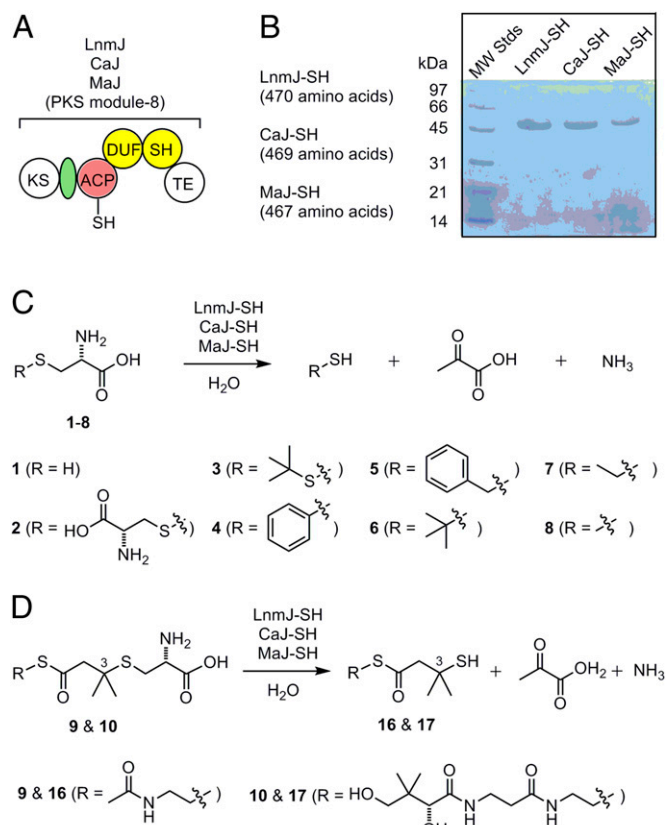 A
LnmJ
CaJ
MaJ
(PKS module-8)
KS
ACP
DUF
SH
TE
SH
B
LnmJ-SH
(470 amino acids)
CaJ-SH
(469 amino acids)
MaJ-SH
(467 amino acids)
kDa
97
66
45
31
21
14
MW Stds
LnmJ-SH
CaJ-SH
MaJ-SH
C
R S NH2 OH O
1-8
LnmJ-SH
CaJ-SH
MaJ-SH
H2O
R SH
+
O OH O
+
NH3
1 (R = H)
3 (R = S )
5 (R = )
7 (R = )
2 (R = HO O NH2 S )
4 (R = )
6 (R = )
8 (R = )
D
R S O 3 S NH2 OH O
9 & 10
LnmJ-SH
CaJ-SH
MaJ-SH
H2O
R S O 3 SH
16 & 17
+
O OH2 O
+ NH3
9 & 16 (R = O N H )
10 & 17 (R = HO OH O N H O N H )